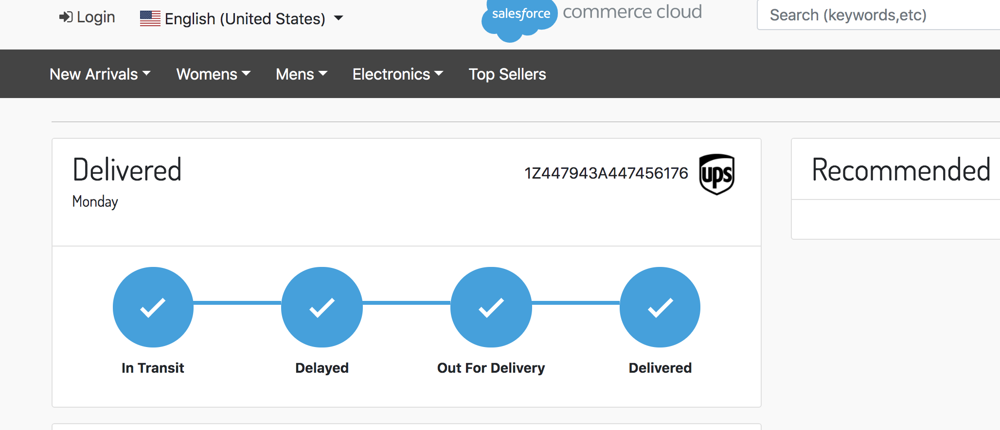 Login
English (United States)
salesforce commerce cloud
Search (keywords,etc)
New Arrivals
Womens
Mens
Electronics
Top Sellers
Delivered
Monday
1Z447943A447456176
ups
Recommended
In Transit
Delayed
Out For Delivery
Delivered